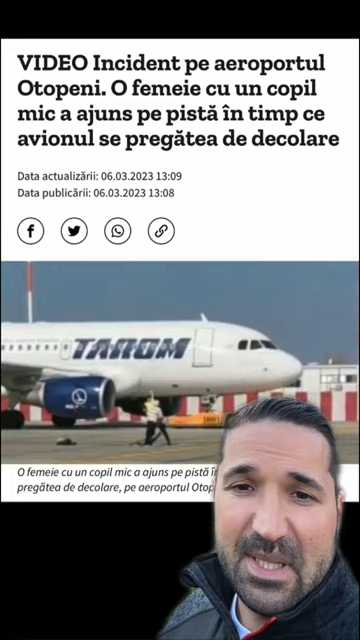 VIDEO Incident pe aeroportul
Otopeni. O femeie cu un copil
mic a ajuns pe pistă în timp ce
avionul se pregătea de decolare
Data actualizării: 06.03.2023 13:09
Data publicării: 06.03.2023 13:08
TAROM
O femeie cu un copil mic a ajuns pe pistă în
pregătea de decolare, pe aeroportul Otop